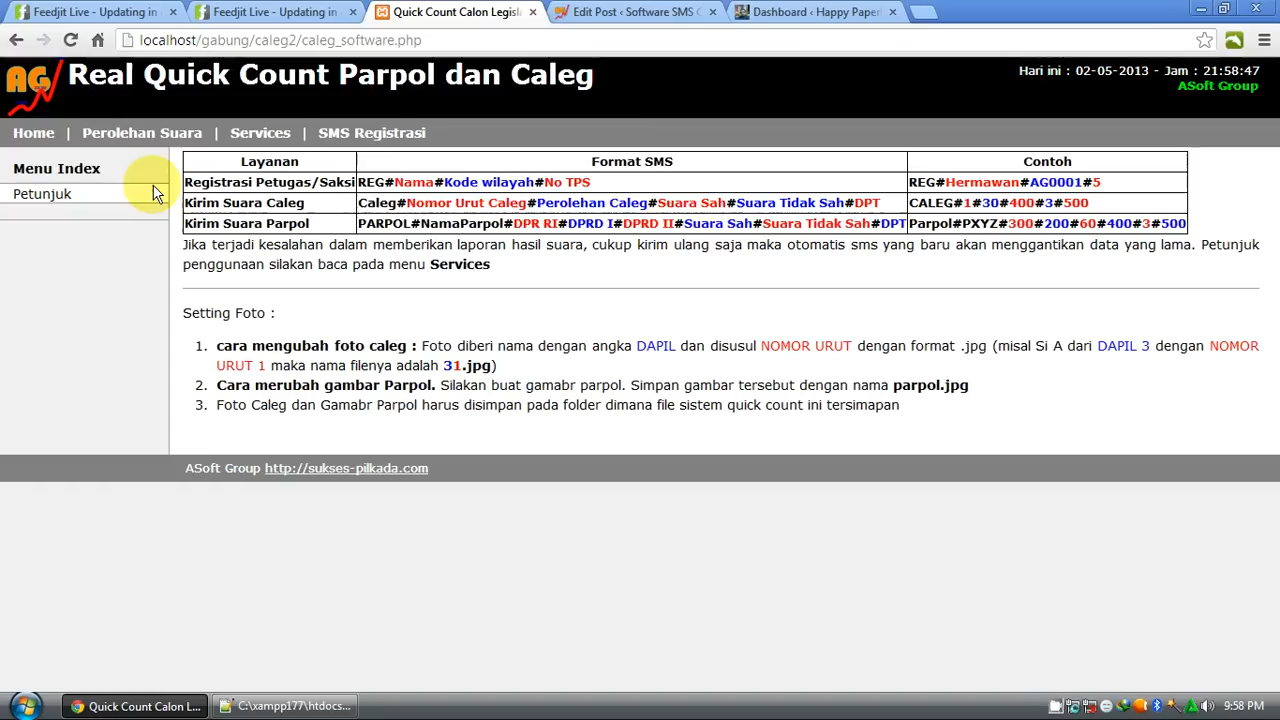 Feedjit Live - Updating in
Feedjit Live - Updating in
Quick Count Calon Legisl
Edit Post ‹ Software SMS
Dashboard ‹ Happy Paper
localhost/gabung/caleg2/caleg_software.php
AG
Real Quick Count Parpol dan Caleg
Hari ini : 02-05-2013 - Jam : 21:58:47
ASoft Group
Home | Perolehan Suara | Services | SMS Registrasi
Menu Index
Petunjuk
Layanan Format SMS Contoh
Registrasi Petugas/Saksi REG#Nama#Kode wilayah#No TPS REG#Hermawan#AG0001#5
Kirim Suara Caleg Caleg#Nomor Urut Caleg#Perolehan Caleg#Suara Sah#Suara Tidak Sah#DPT CALEG#1#30#400#3#500
Kirim Suara Parpol PARPOL#NamaParpol#DPR RI#DPRD I#DPRD II#Suara Sah#Suara Tidak Sah#DPT Parpol#PXYZ#300#200#60#400#3#500
Jika terjadi kesalahan dalam memberikan laporan hasil suara, cukup kirim ulang saja maka otomatis sms yang baru akan menggantikan data yang lama. Petunjuk
penggunaan silakan baca pada menu Services
Setting Foto :
1. cara mengubah foto caleg : Foto diberi nama dengan angka DAPIL dan disusul NOMOR URUT dengan format .jpg (misal Si A dari DAPIL 3 dengan NOMOR
URUT 1 maka nama filenya adalah 31.jpg)
2. Cara merubah gambar Parpol. Silakan buat gamabr parpol. Simpan gambar tersebut dengan nama parpol.jpg
3. Foto Caleg dan Gamabr Parpol harus disimpan pada folder dimana file sistem quick count ini tersimapan
ASoft Group http://sukses-pilkada.com
Quick Count Calon L...
C:\xampp177\htdocs...
9:58 PM